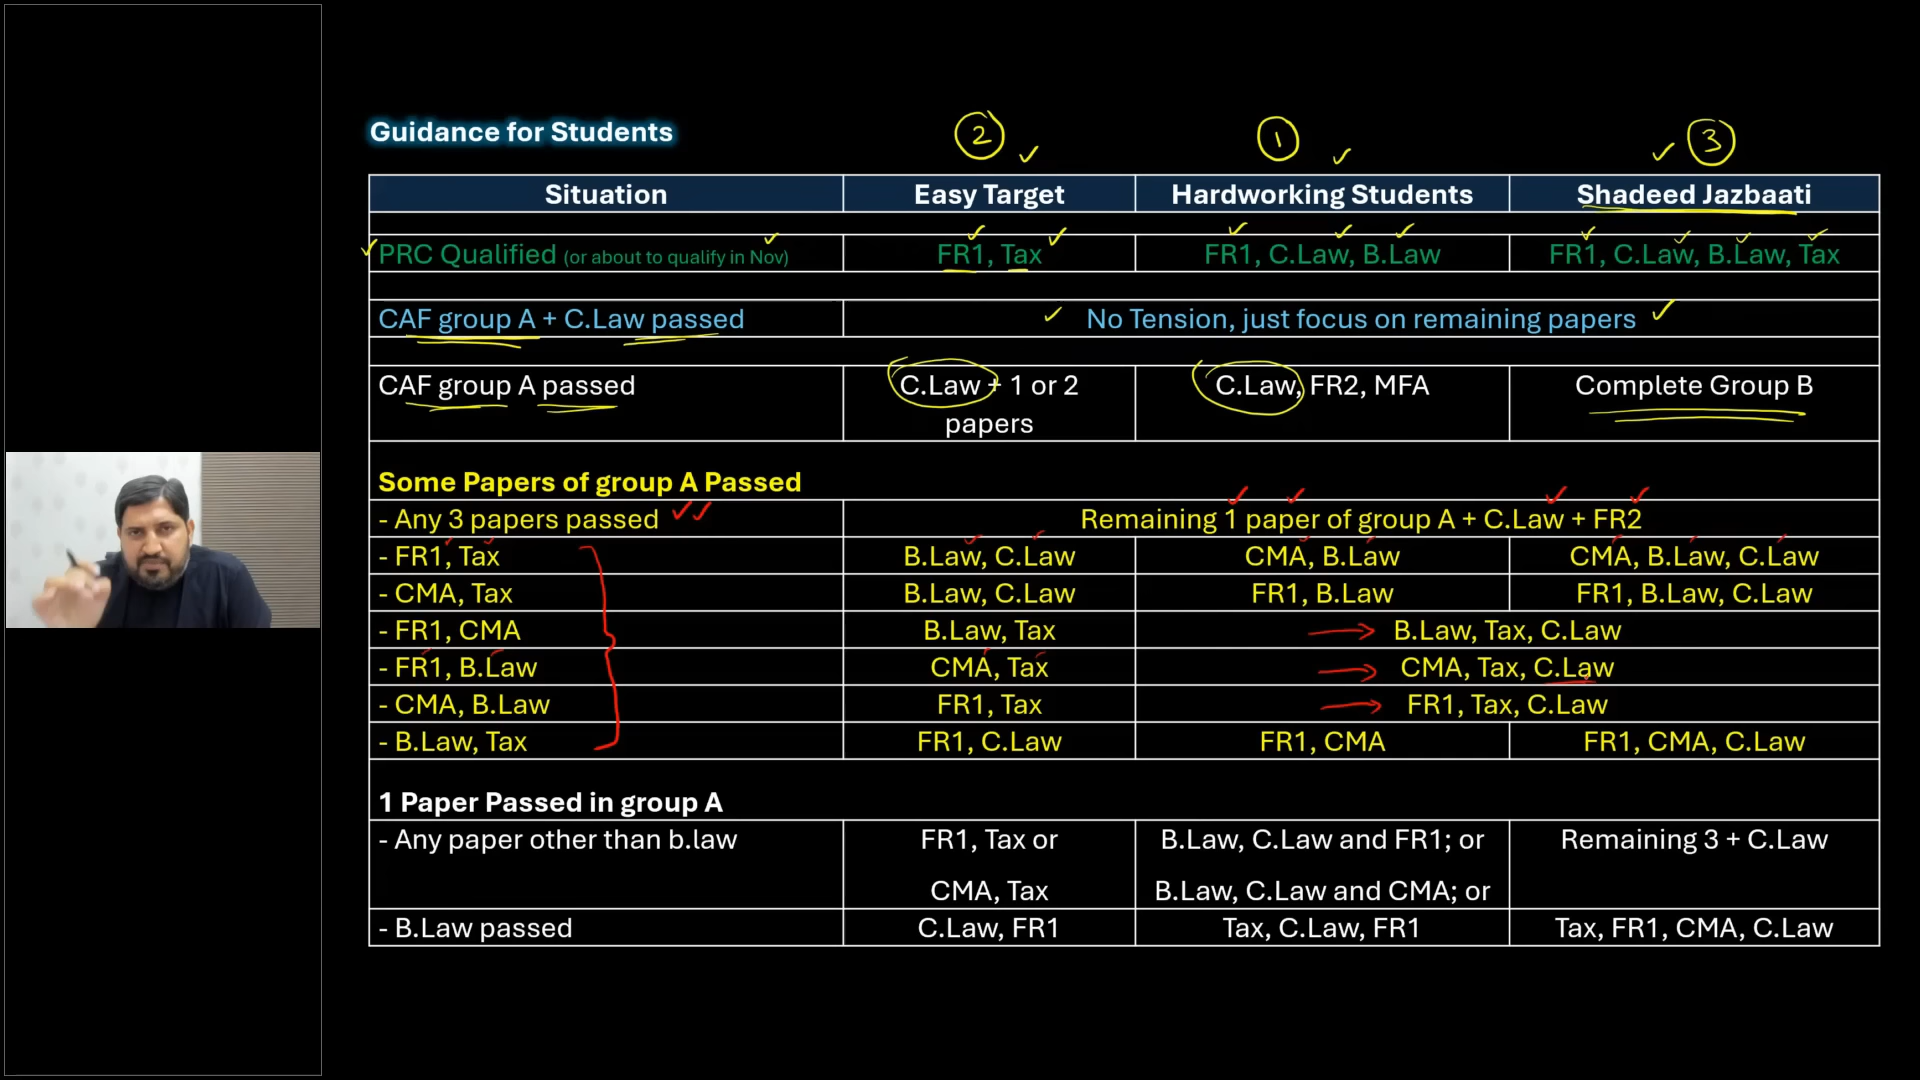 ② ① ③
Guidance for Students
Situation Easy Target Hardworking Students Shadeed Jazbaati
PRC Qualified (or about to qualify in Nov) FR1, Tax FR1, C.Law, B.Law FR1, C.Law, B.Law, Tax
CAF group A + C.Law passed No Tension, just focus on remaining papers
CAF group A passed C.Law + 1 or 2 papers C.Law, FR2, MFA Complete Group B
Some Papers of group A Passed
- Any 3 papers passed Remaining 1 paper of group A + C.Law + FR2
- FR1, Tax B.Law, C.Law CMA, B.Law CMA, B.Law, C.Law
- CMA, Tax B.Law, C.Law FR1, B.Law FR1, B.Law, C.Law
- FR1, CMA B.Law, Tax B.Law, Tax, C.Law
- FR1, B.Law CMA, Tax CMA, Tax, C.Law
- CMA, B.Law FR1, Tax FR1, Tax, C.Law
- B.Law, Tax FR1, C.Law FR1, CMA FR1, CMA, C.Law
1 Paper Passed in group A
- Any paper other than b.law FR1, Tax or B.Law, C.Law and FR1; or Remaining 3 + C.Law
CMA, Tax B.Law, C.Law and CMA; or
- B.Law passed C.Law, FR1 Tax, C.Law, FR1 Tax, FR1, CMA, C.Law